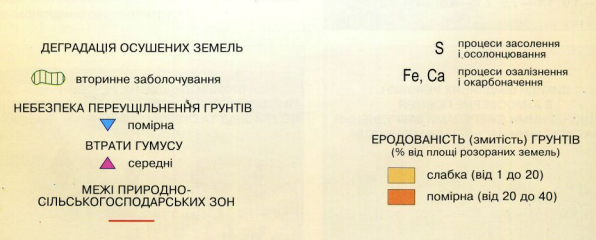 ДЕГРАДАЦІЯ ОСУШЕНИХ ЗЕМЕЛЬ
вторинне заболочування
НЕБЕЗПЕКА ПЕРЕУЩІЛЬНЕННЯ ГРУНТІВ
помірна
ВТРАТИ ГУМУСУ
середні
МЕЖІ ПРИРОДНО-
СІЛЬСЬКОГОСПОДАРСЬКИХ ЗОН
S процеси засолення
і осолонцювання
Fe, Ca процеси озалізнення
і окарбоначення
ЕРОДОВАНІСТЬ (змитість) ГРУНТІВ
(% від площі розораних земель)
слабка (від 1 до 20)
помірна (від 20 до 40)